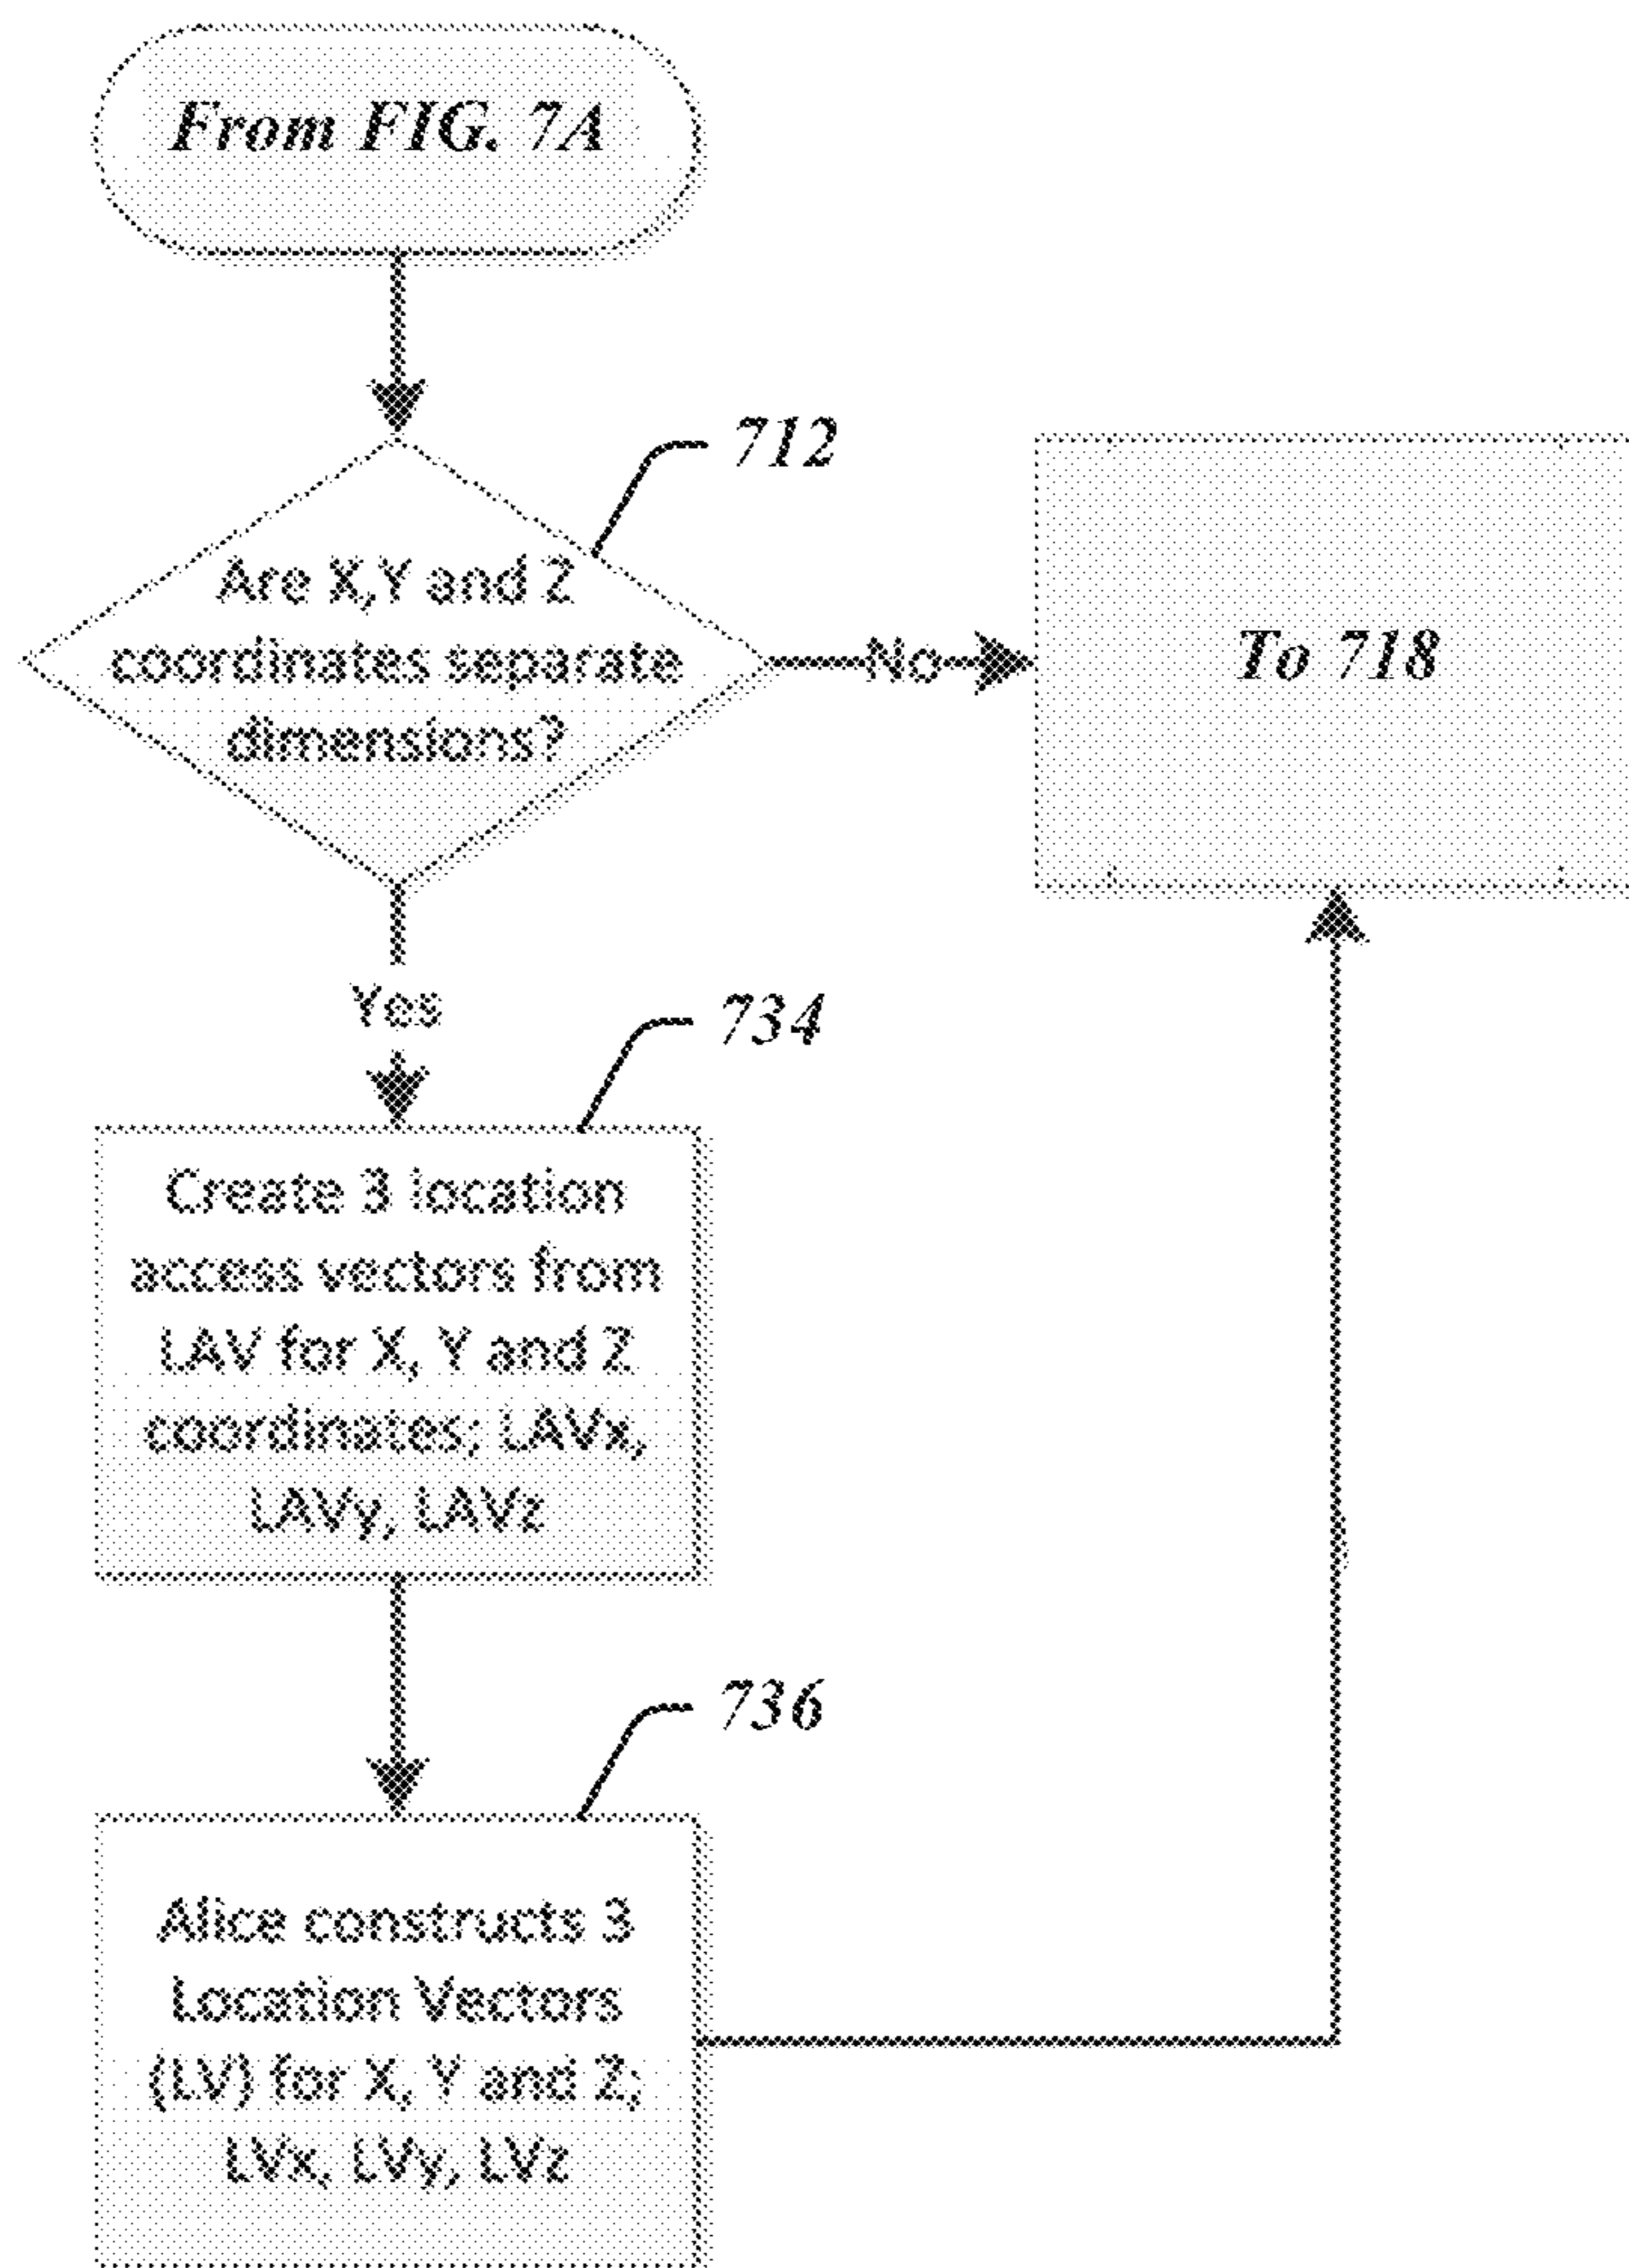 From FIG. 7A
712
Are X,Y and Z
coordinates separate
dimensions?
No
To 718
Yes
734
Create 3 location
access vectors from
LAV for X, Y and Z
coordinates; LAVx,
LAVy, LAVz
736
Alice constructs 3
Location Vectors
(LV) for X, Y and Z;
LVx, LVy, LVz